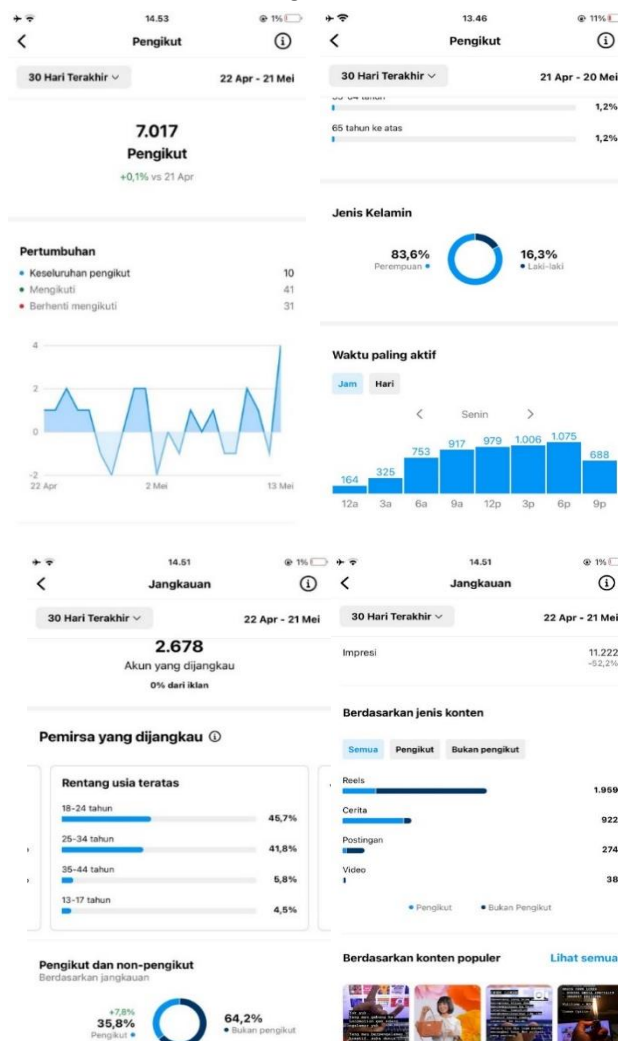 14.53
1%
Pengikut
30 Hari Terakhir
22 Apr - 21 Mei
7.017
Pengikut
+0,1% vs 21 Apr
Pertumbuhan
Keseluruhan pengikut 10
Mengikuti 41
Berhenti mengikuti 31
4
2
0
-2
22 Apr 2 Mei 13 Mei
13.46
11%
Pengikut
30 Hari Terakhir
21 Apr - 20 Mei
1,2%
65 tahun ke atas
1,2%
Jenis Kelamin
83,6%
Perempuan
16,3%
Laki-laki
Waktu paling aktif
Jam Hari
Senin
164 325 753 917 979 1.006 1.075 688
12a 3a 6a 9a 12p 3p 6p 9p
14.51
1%
Jangkauan
30 Hari Terakhir
22 Apr - 21 Mei
2.678
Akun yang dijangkau
0% dari iklan
Pemirsa yang dijangkau
Rentang usia teratas
18-24 tahun
45,7%
25-34 tahun
41,8%
35-44 tahun
5,8%
13-17 tahun
4,5%
Pengikut dan non-pengikut
Berdasarkan jangkauan
+7,8%
35,8%
Pengikut
64,2%
Bukan pengikut
14.51
1%
Jangkauan
30 Hari Terakhir
22 Apr - 21 Mei
Impresi
11.222
-52,2%
Berdasarkan jenis konten
Semua Pengikut Bukan pengikut
Reels
1.959
Cerita
922
Postingan
274
Video
38
Pengikut Bukan Pengikut
Berdasarkan konten populer Lihat semua